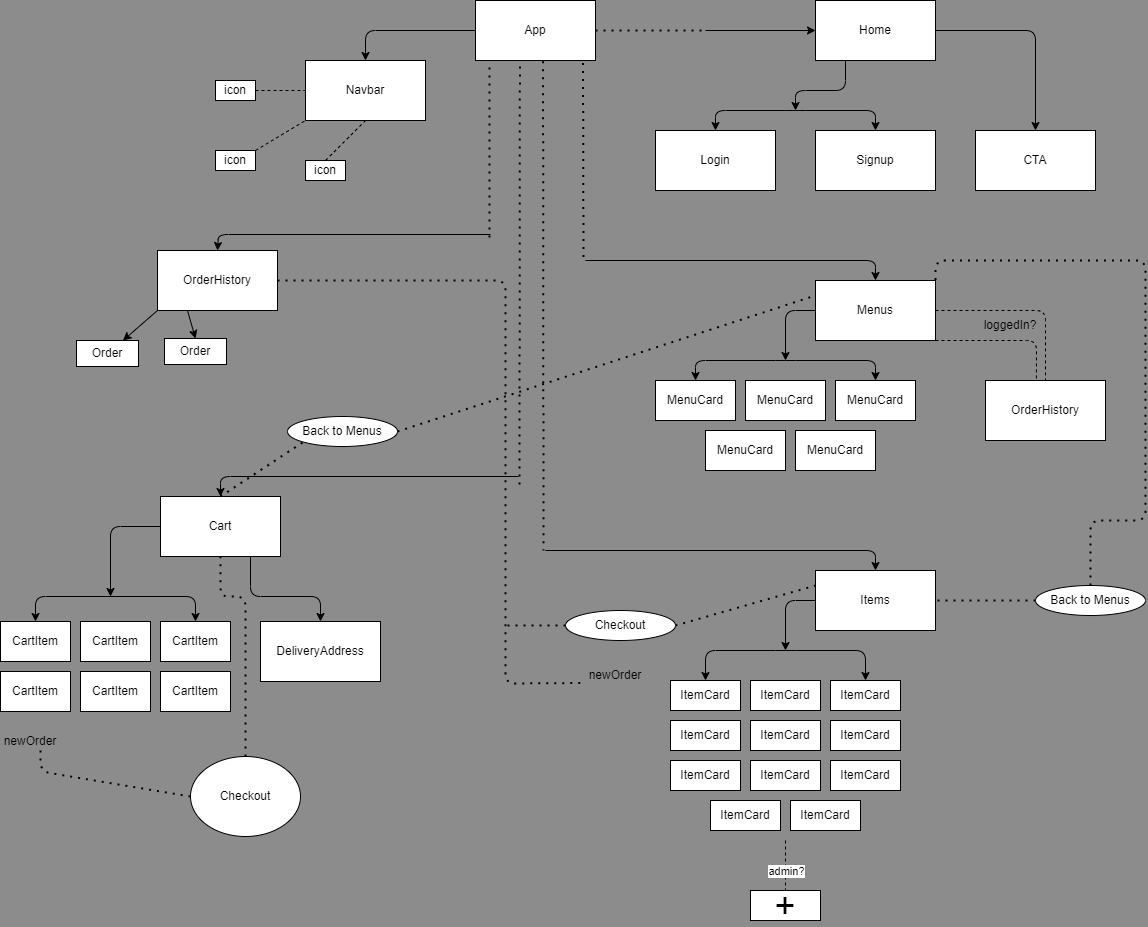 App
Home
icon
Navbar
icon
icon
Login
Signup
CTA
OrderHistory
Order
Order
Menus
loggedIn?
MenuCard
MenuCard
MenuCard
OrderHistory
MenuCard
MenuCard
Back to Menus
Cart
Items
Back to Menus
Checkout
CartItem
CartItem
CartItem
DeliveryAddress
CartItem
CartItem
CartItem
newOrder
ItemCard
ItemCard
ItemCard
newOrder
ItemCard
ItemCard
ItemCard
ItemCard
ItemCard
ItemCard
Checkout
ItemCard
ItemCard
admin?
+